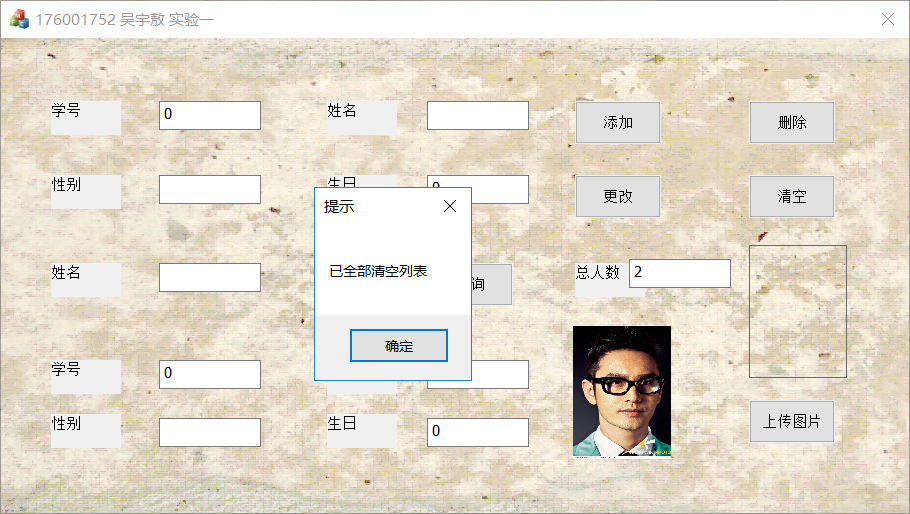 176001752 吴宇敖 实验一
学号 0 姓名 添加 删除
性别 生日 0 更改 清空
提示
已全部清空列表
确定
姓名 询 总人数 2
学号 0
性别 生日 0 上传图片